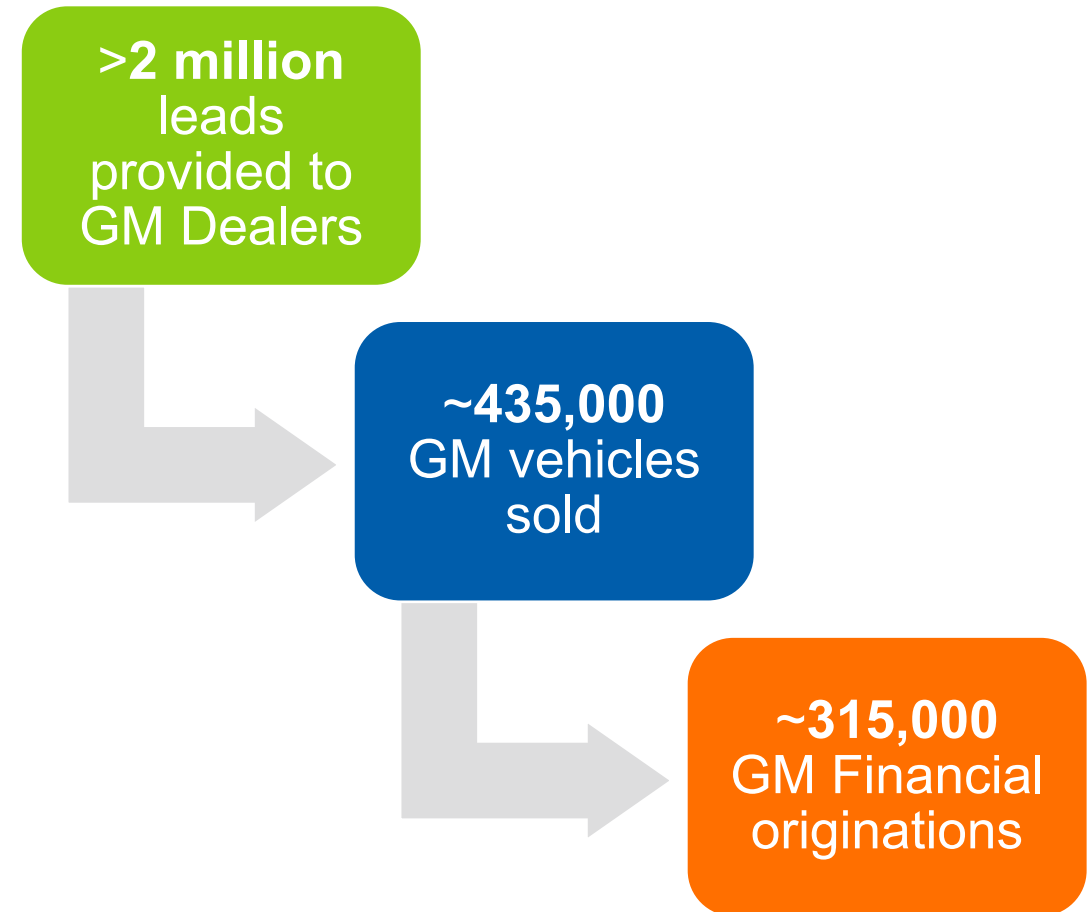 >2 million
leads
provided to
GM Dealers
~435,000
GM vehicles
sold
~315,000
GM Financial
originations